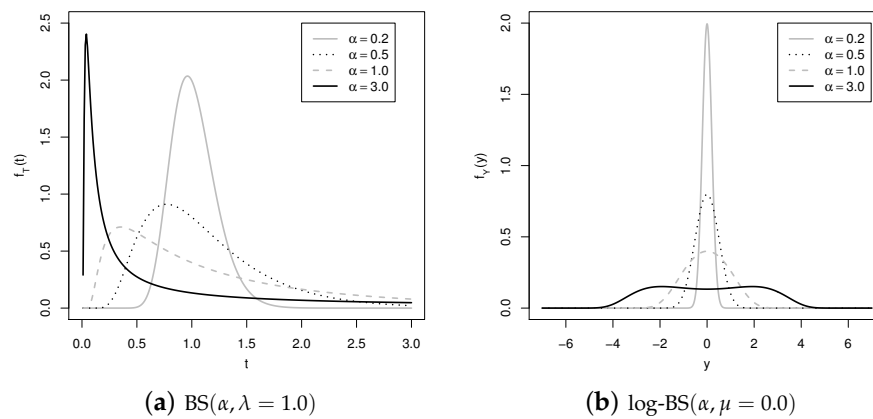 α = 0.2
α = 0.5
α = 1.0
α = 3.0
2.5
2.0
1.5
1.0
0.5
0.0
f_T(t)
0.0 0.5 1.0 1.5 2.0 2.5 3.0
t
(a) BS(α, λ = 1.0)
α = 0.2
α = 0.5
α = 1.0
α = 3.0
2.0
1.5
1.0
0.5
0.0
f_Y(y)
-6 -4 -2 0 2 4 6
y
(b) log-BS(α, μ = 0.0)